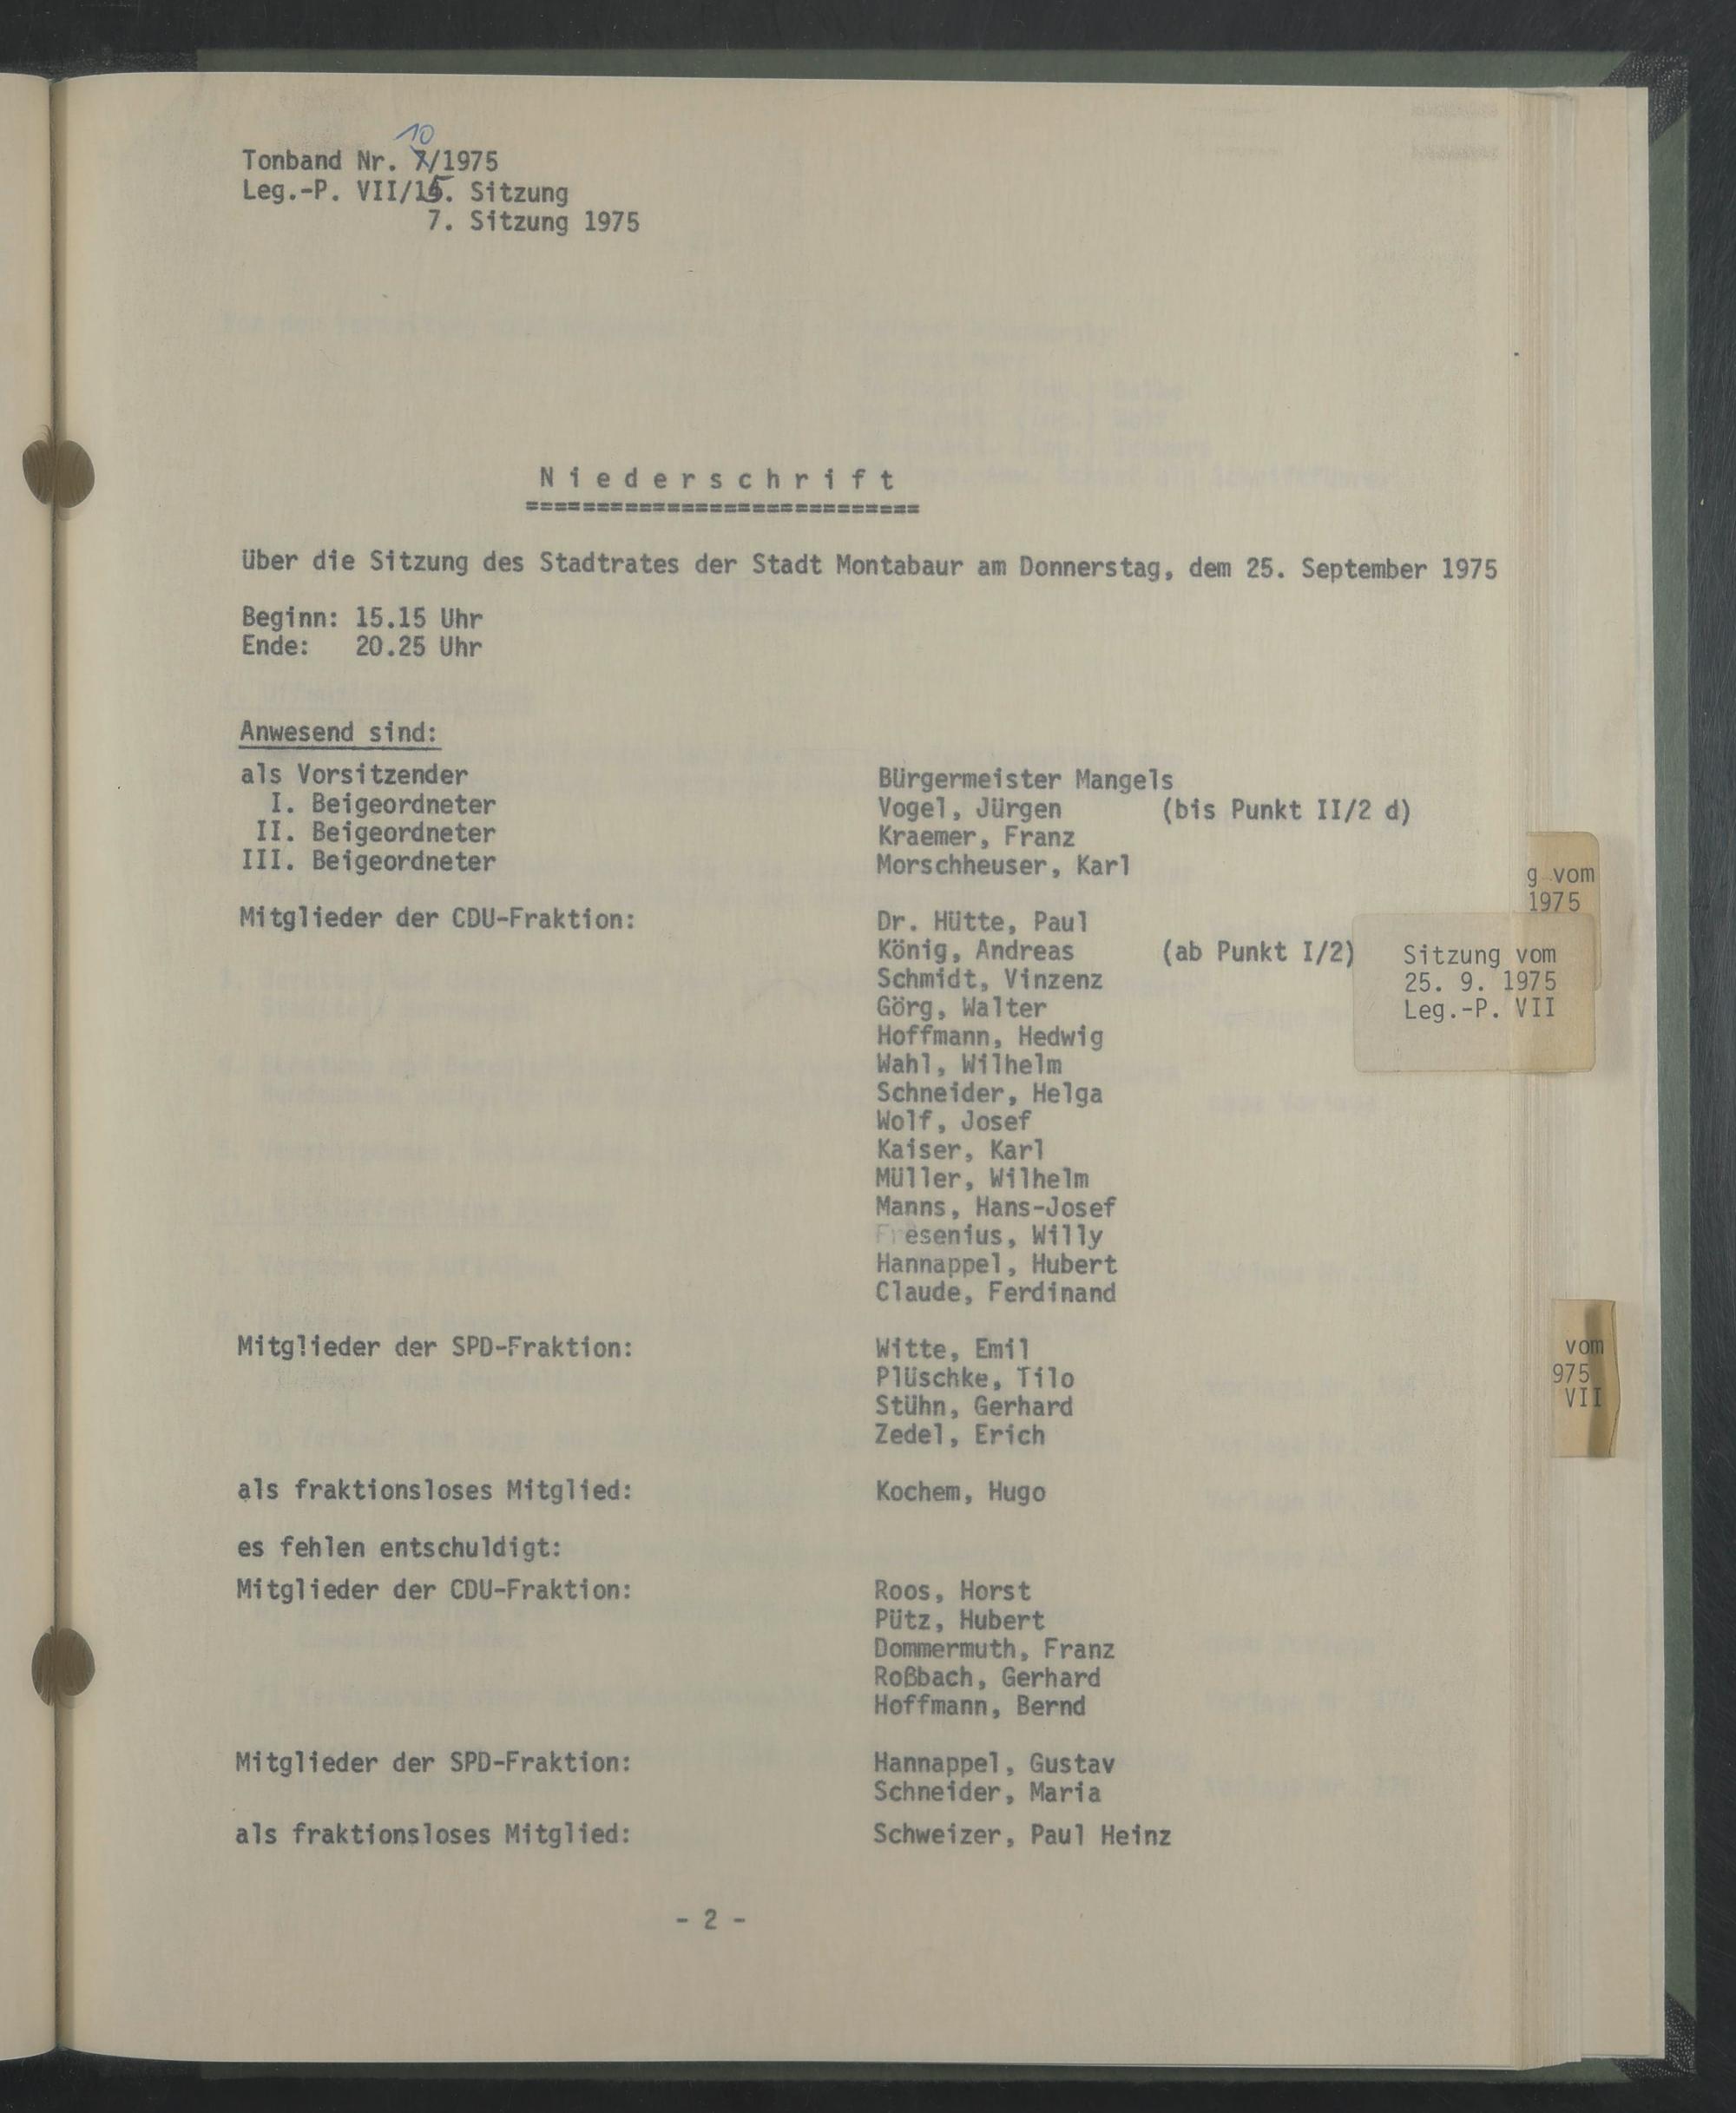 10
Tonband Nr. 7/1975
Leg.-P. VII/15. Sitzung
7. Sitzung 1975
Niederschrift
===========================
über die Sitzung des Stadtrates der Stadt Montabaur am Donnerstag, dem 25. September 1975
Beginn: 15.15 Uhr
Ende: 20.25 Uhr
Anwesend sind:
als Vorsitzender Bürgermeister Mangels
I. Beigeordneter Vogel, Jürgen (bis Punkt II/2 d)
II. Beigeordneter Kraemer, Franz
III. Beigeordneter Morschheuser, Karl
Mitglieder der CDU-Fraktion: Dr. Hütte, Paul
König, Andreas (ab Punkt I/2)
Schmidt, Vinzenz
Görg, Walter
Hoffmann, Hedwig
Wahl, Wilhelm
Schneider, Helga
Wolf, Josef
Kaiser, Karl
Müller, Wilhelm
Manns, Hans-Josef
Fresenius, Willy
Hannappel, Hubert
Claude, Ferdinand
Mitglieder der SPD-Fraktion: Witte, Emil
Plüschke, Tilo
Stühn, Gerhard
Zedel, Erich
als fraktionsloses Mitglied: Kochem, Hugo
es fehlen entschuldigt:
Mitglieder der CDU-Fraktion: Roos, Horst
Pütz, Hubert
Dommermuth, Franz
Roßbach, Gerhard
Hoffmann, Bernd
Mitglieder der SPD-Fraktion: Hannappel, Gustav
Schneider, Maria
als fraktionsloses Mitglied: Schweizer, Paul Heinz
- 2 -
g vom
1975
Sitzung vom
25. 9. 1975
Leg.-P. VII
vom
975
VII